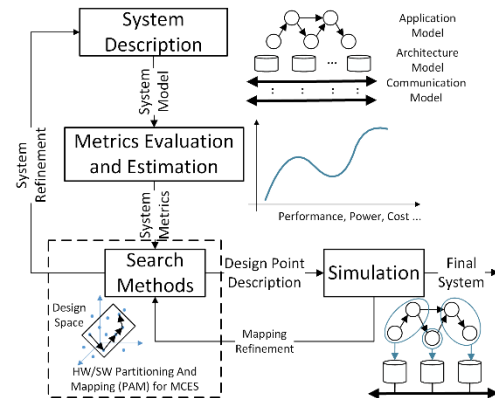 System
Description
Application
Model
Architecture
Model
Communication
Model
...
System
Model
System
Refinement
Metrics Evaluation
and Estimation
System
Metrics
Performance, Power, Cost ...
Search
Methods
Design Point
Description
Simulation
Final
System
Design
Space
Mapping
Refinement
HW/SW Partitioning And
Mapping (PAM) for MCES